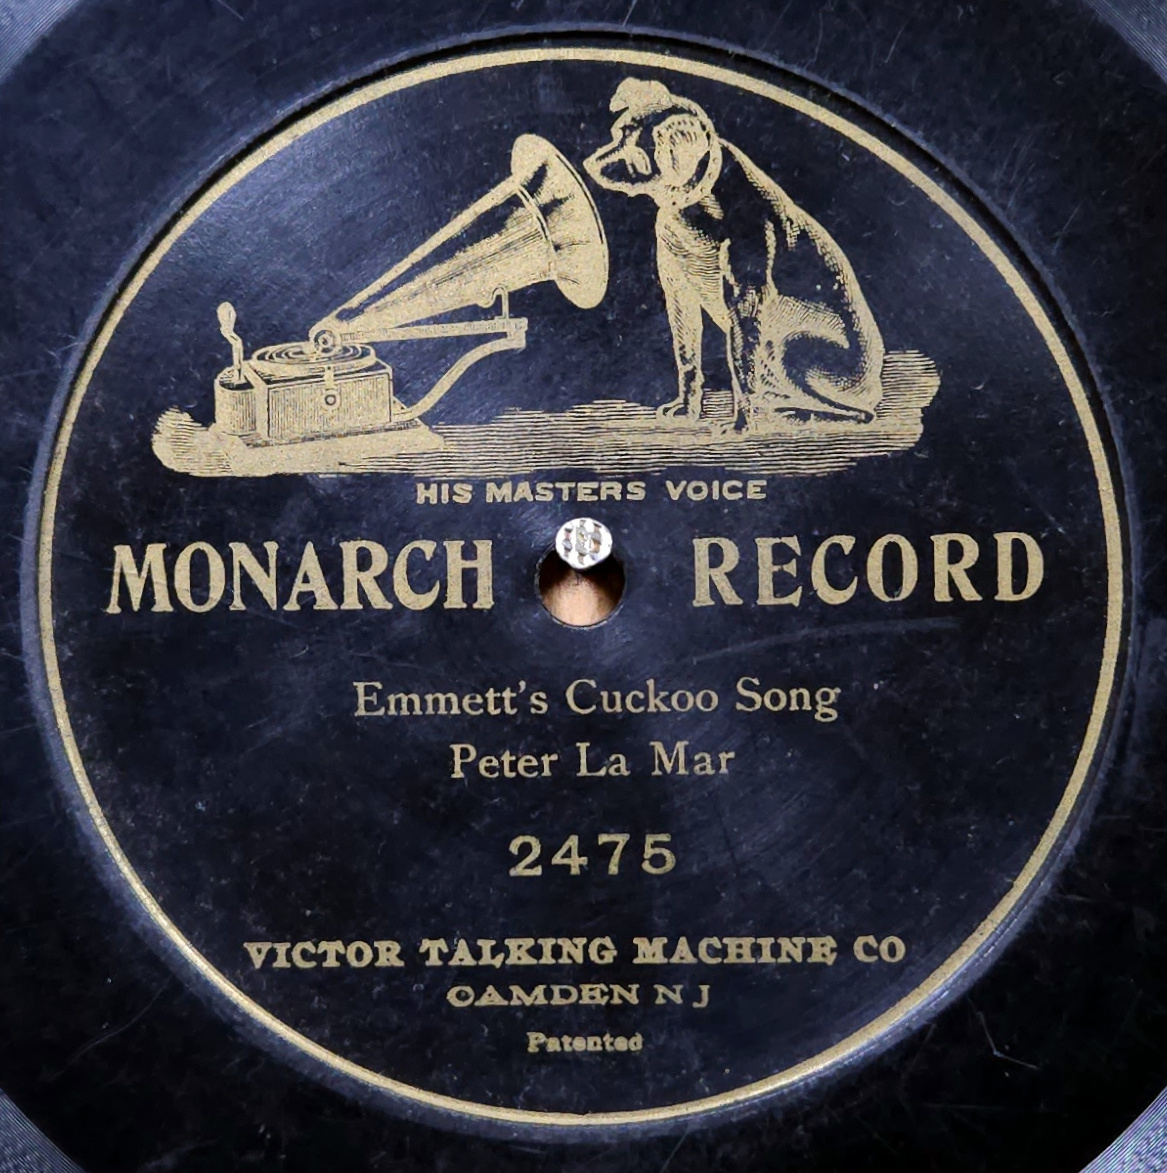 HIS MASTERS VOICE
MONARCH RECORD
Emmett's Cuckoo Song
Peter La Mar
2475
VICTOR TALKING MACHINE CO
CAMDEN N J
Patented